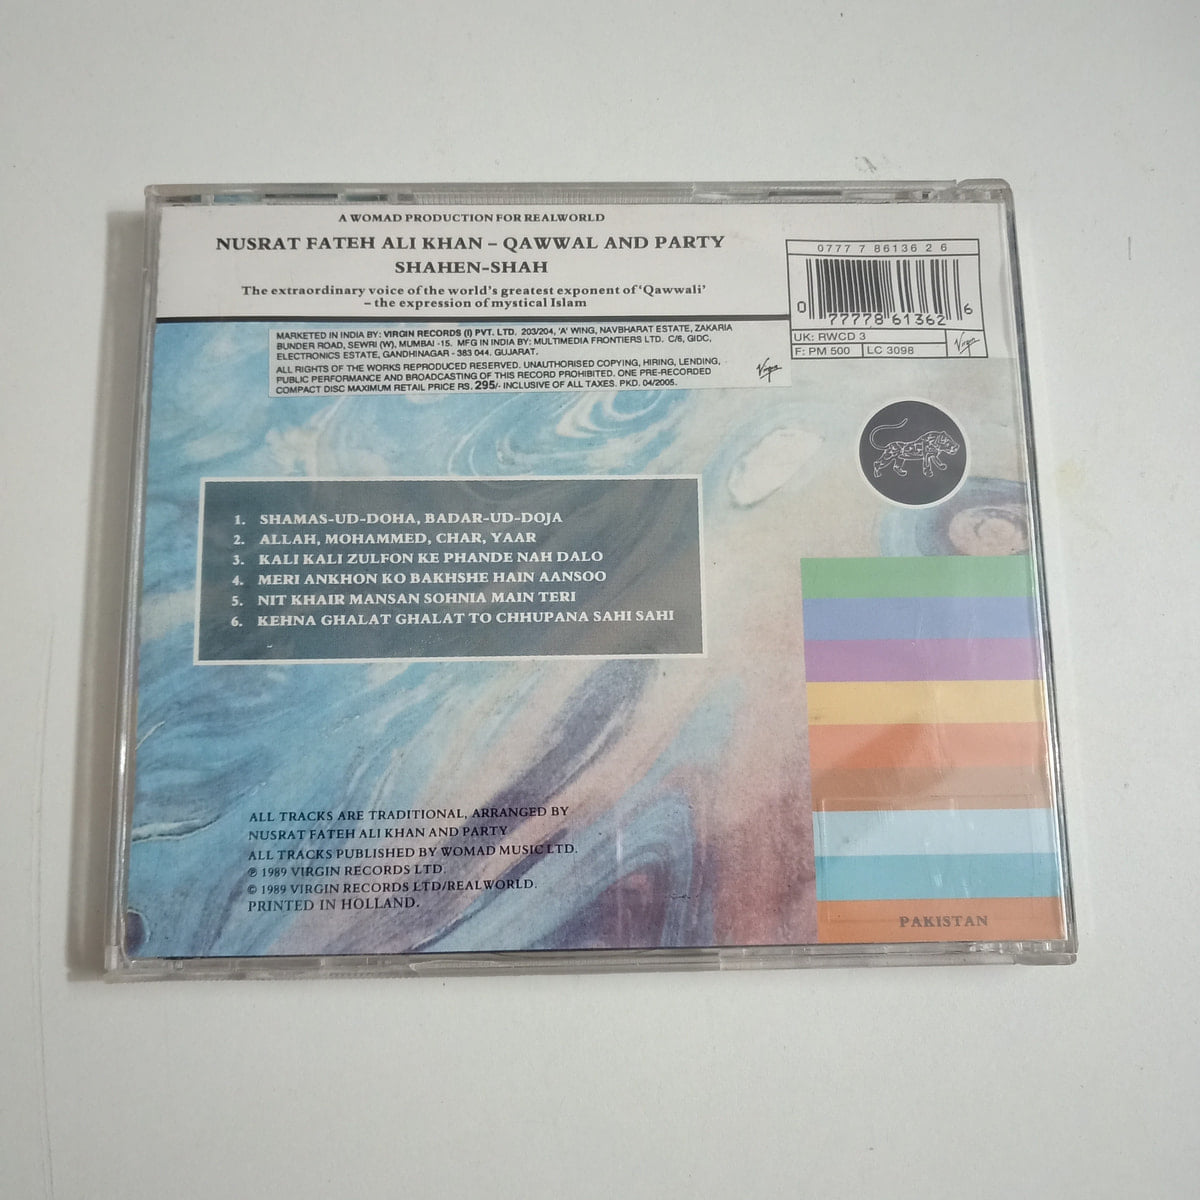 A WOMAD PRODUCTION FOR REALWORLD
NUSRAT FATEH ALI KHAN – QAWWAL AND PARTY
SHAHEN-SHAH
The extraordinary voice of the world's greatest exponent of 'Qawwali'
– the expression of mystical Islam
0777 7 86136 2 6
0 77778 61362 6
UK: RWCD 3
F: PM 500 LC 3098 Virgin
MARKETED IN INDIA BY: VIRGIN RECORDS (I) PVT. LTD. 203/204, 'A' WING, NAVBHARAT ESTATE, ZAKARIA
BUNDER ROAD, SEWRI (W), MUMBAI -15. MFG IN INDIA BY: MULTIMEDIA FRONTIERS LTD. C/6, GIDC,
ELECTRONICS ESTATE, GANDHINAGAR - 383 044. GUJARAT.
ALL RIGHTS OF THE WORKS REPRODUCED RESERVED. UNAUTHORISED COPYING, HIRING, LENDING,
PUBLIC PERFORMANCE AND BROADCASTING OF THIS RECORD PROHIBITED. ONE PRE-RECORDED
COMPACT DISC MAXIMUM RETAIL PRICE RS. 295/- INCLUSIVE OF ALL TAXES. PKD. 04/2005.
Virgin
1. SHAMAS-UD-DOHA, BADAR-UD-DOJA
2. ALLAH, MOHAMMED, CHAR, YAAR
3. KALI KALI ZULFON KE PHANDE NAH DALO
4. MERI ANKHON KO BAKHSHE HAIN AANSOO
5. NIT KHAIR MANSAN SOHNIA MAIN TERI
6. KEHNA GHALAT GHALAT TO CHHUPANA SAHI SAHI
ALL TRACKS ARE TRADITIONAL, ARRANGED BY
NUSRAT FATEH ALI KHAN AND PARTY
ALL TRACKS PUBLISHED BY WOMAD MUSIC LTD.
℗ 1989 VIRGIN RECORDS LTD.
© 1989 VIRGIN RECORDS LTD/REALWORLD.
PRINTED IN HOLLAND.
PAKISTAN